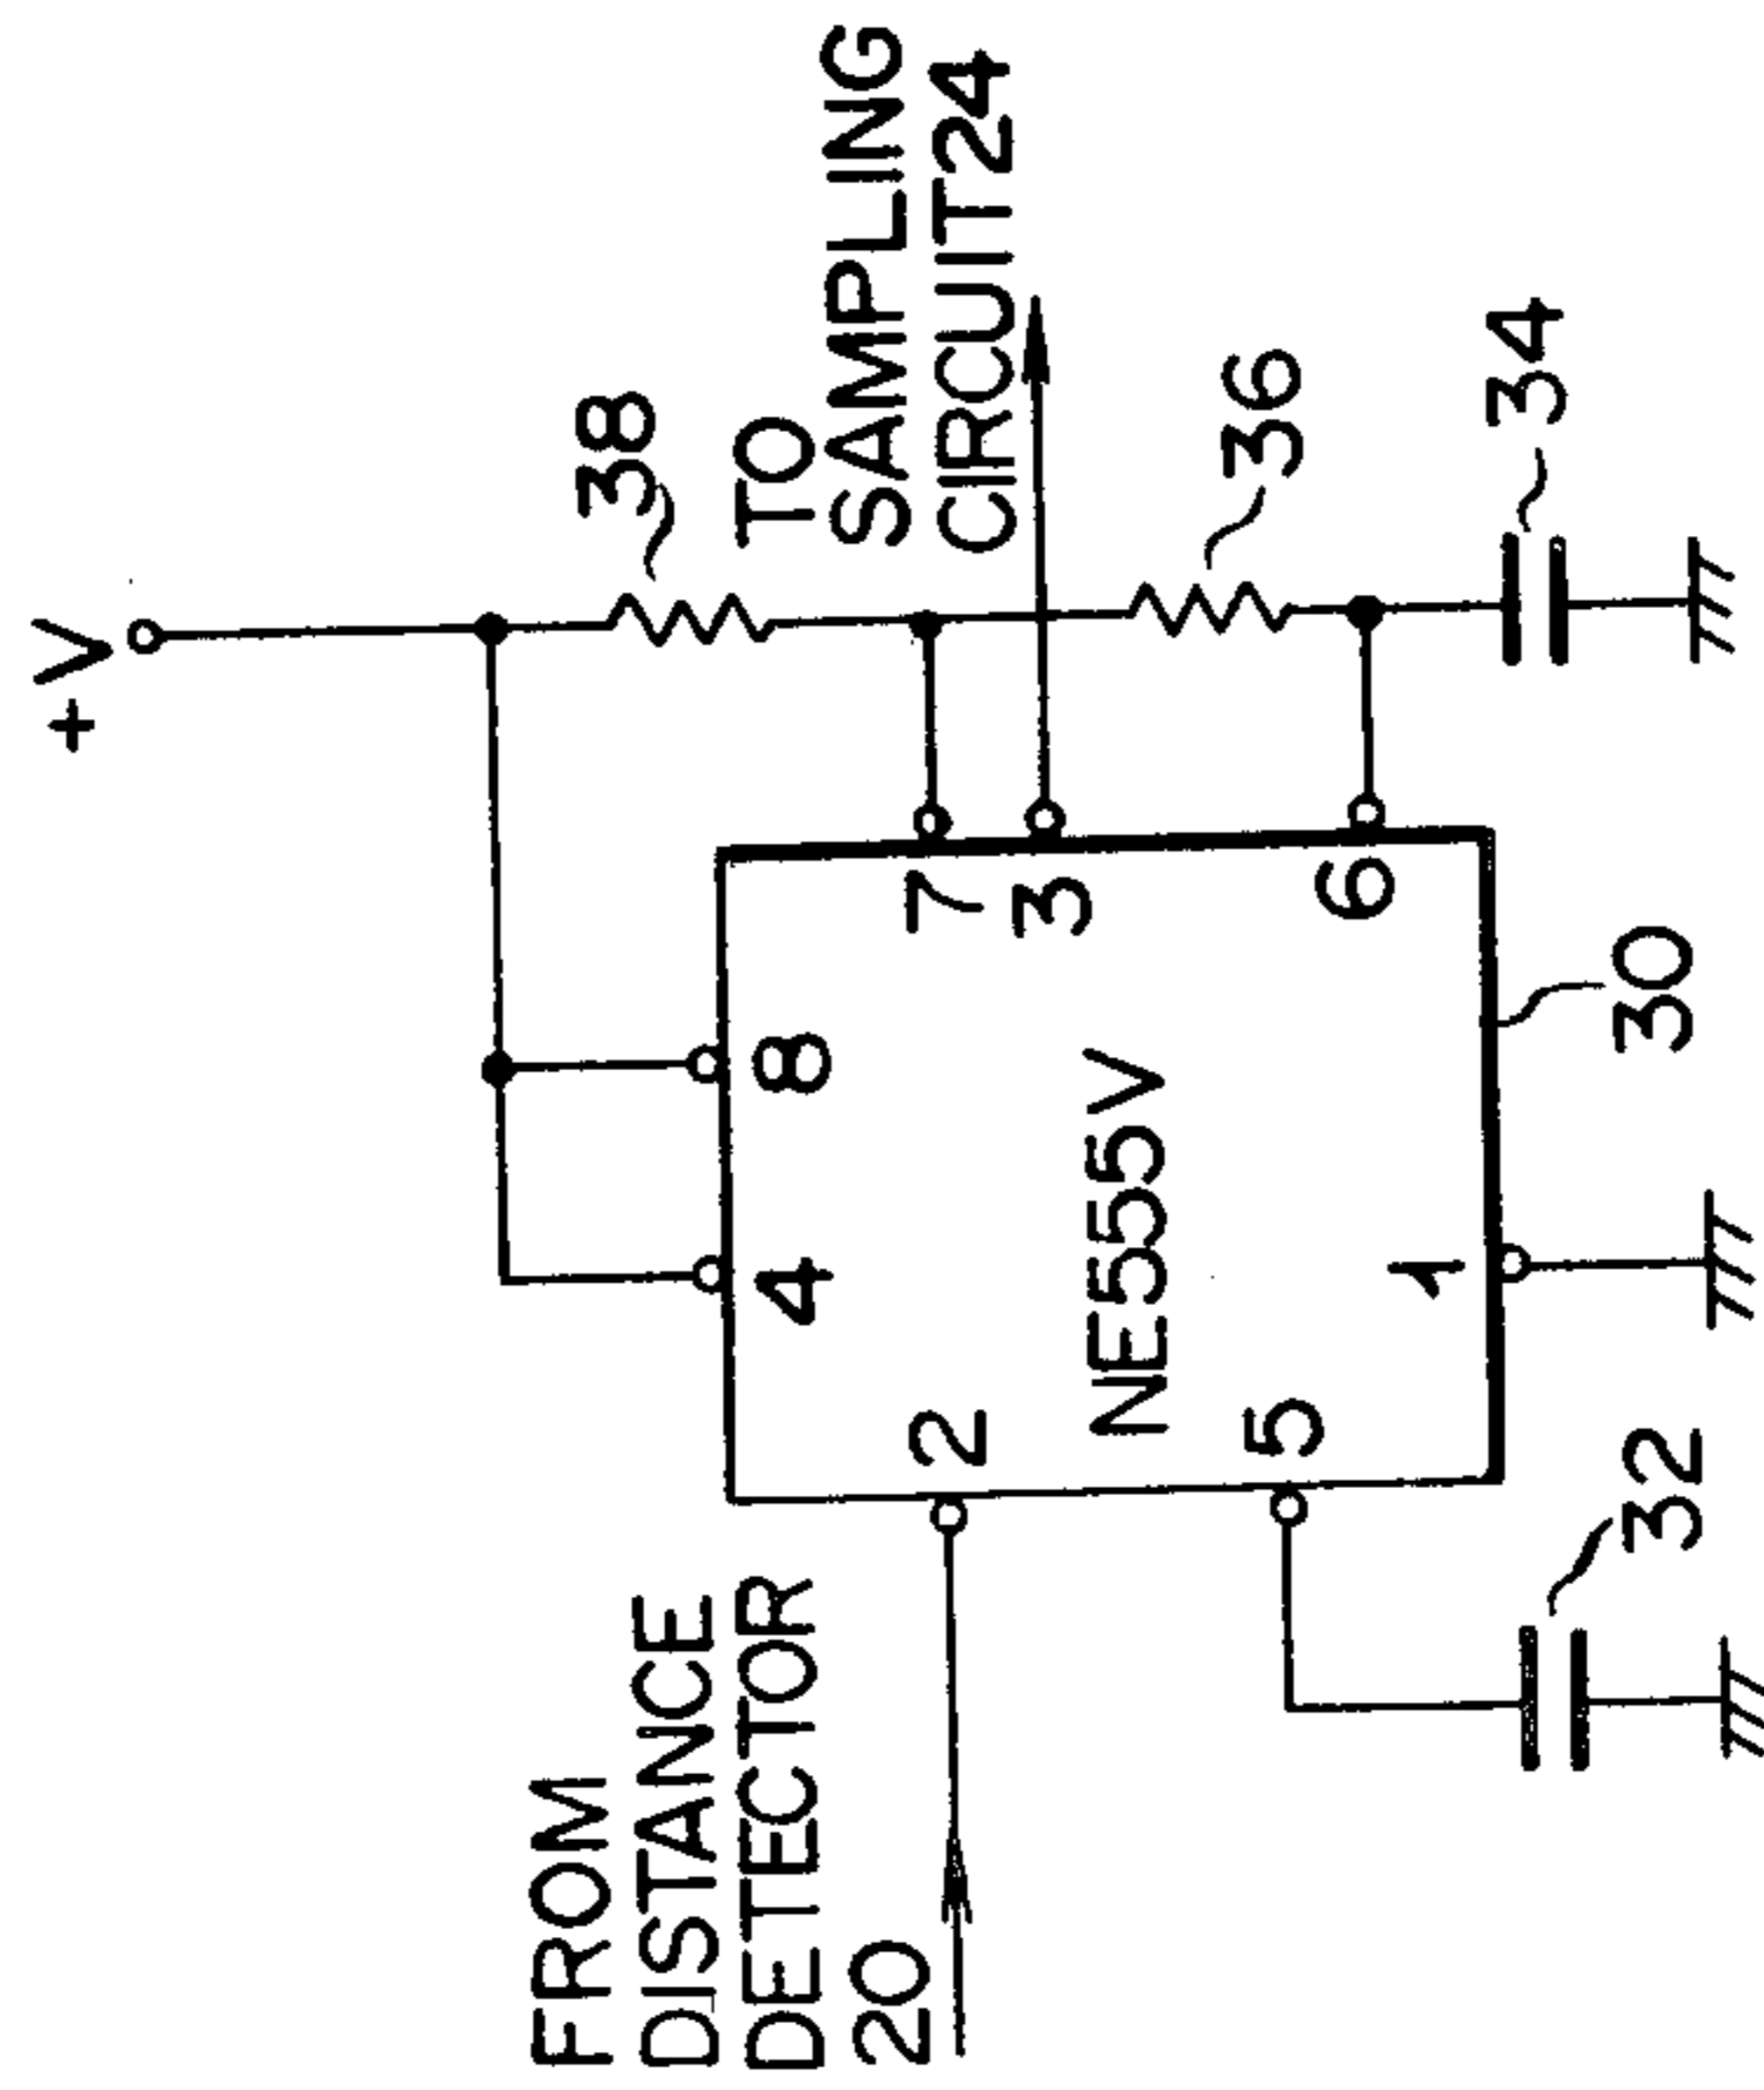 +V
38
TO
SAMPLING
CIRCUIT24
36
34
FROM
DISTANCE
DETECTOR
20
4
8
7
3
6
2
5
1
NE555V
30
32